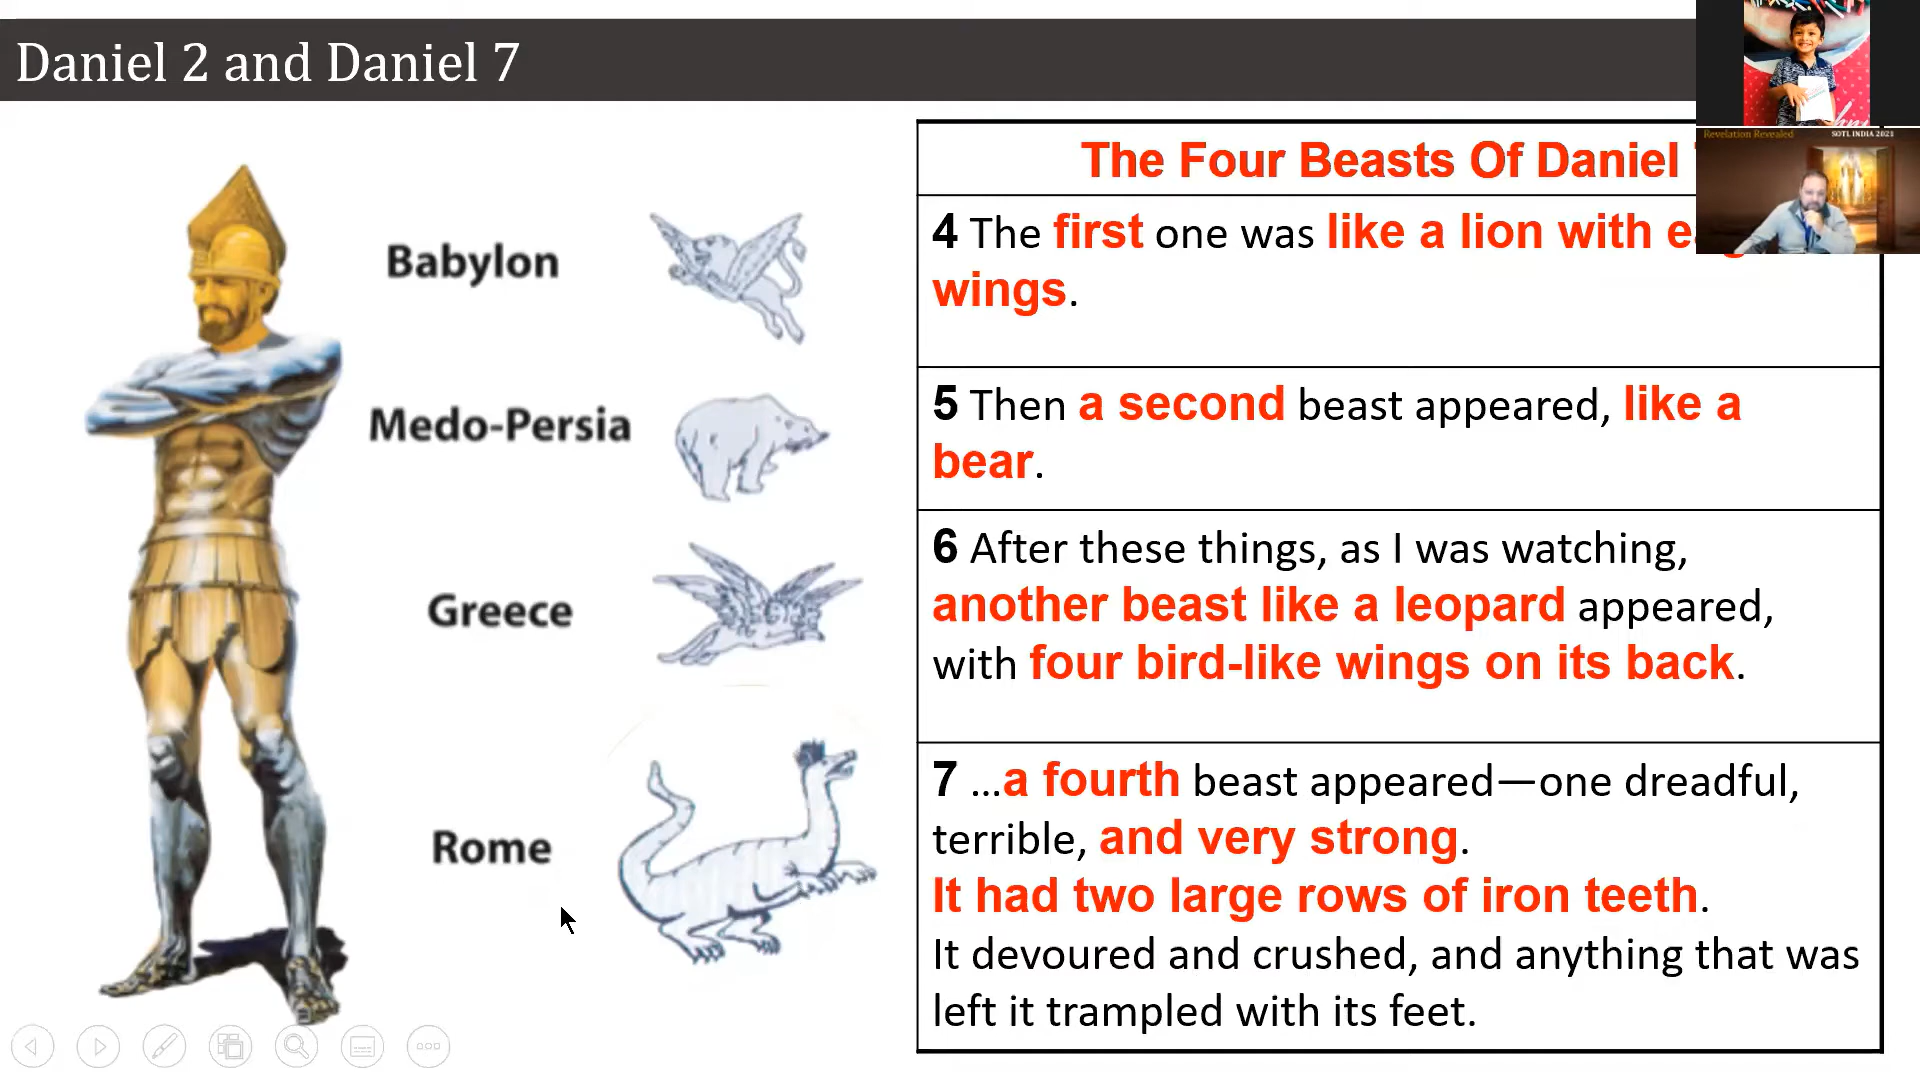 Daniel 2 and Daniel 7
Revelation Revealed
SOTL INDIA 2021
Babylon
Medo-Persia
Greece
Rome
The Four Beasts Of Daniel
4 The first one was like a lion with
wings.
5 Then a second beast appeared, like a
bear.
6 After these things, as I was watching,
another beast like a leopard appeared,
with four bird-like wings on its back.
7 ...a fourth beast appeared—one dreadful,
terrible, and very strong.
It had two large rows of iron teeth.
It devoured and crushed, and anything that was
left it trampled with its feet.